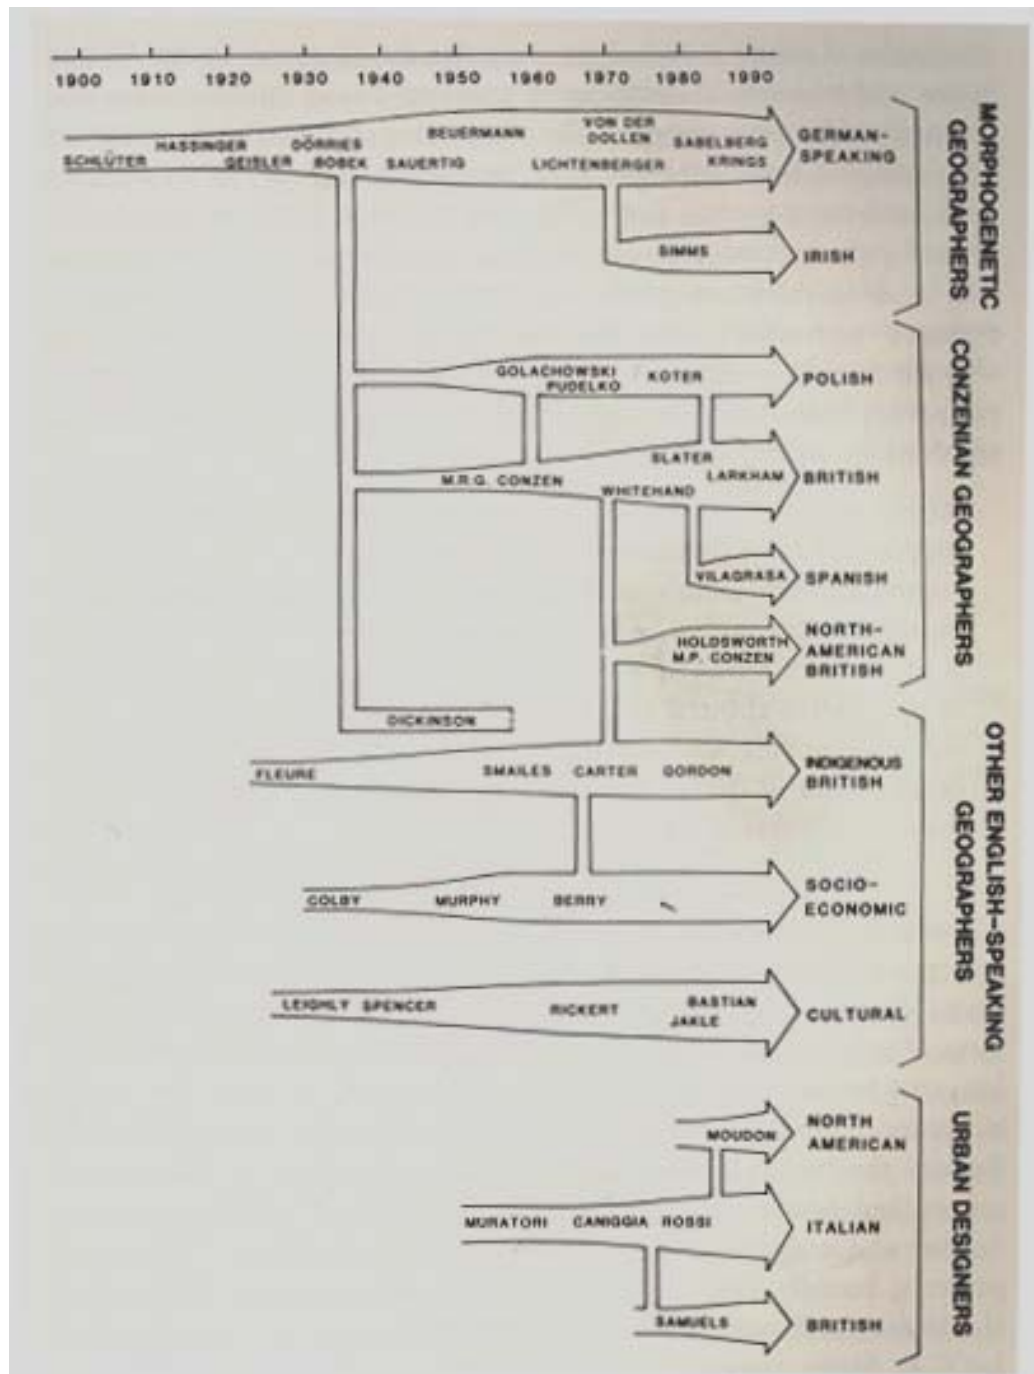 1900 1910 1920 1930 1940 1950 1960 1970 1980 1990
SCHLÜTER
HASSINGER
GEISLER
DÖRRIES
BOBEK
SAUERTIG
BEUERMANN
LICHTENBERGER
VON DER
DOLLEN
SABELBERG
KRINGS
GERMAN-
SPEAKING
SIMMS
IRISH
MORPHOGENETIC
GEOGRAPHERS
GOLACHOWSKI
PUDELKO
KOTER
POLISH
M.R.G. CONZEN
WHITEHAND
SLATER
LARKHAM
BRITISH
VILAGRASA
SPANISH
HOLDSWORTH
M.P. CONZEN
NORTH-
AMERICAN
BRITISH
CONZENIAN GEOGRAPHERS
DICKINSON
FLEURE
SMAILES CARTER GORDON
INDIGENOUS
BRITISH
COLBY MURPHY BERRY
SOCIO-
ECONOMIC
LEIGHLY SPENCER RICKERT
BASTIAN
JAKLE
CULTURAL
OTHER ENGLISH-SPEAKING
GEOGRAPHERS
MOUDON
NORTH
AMERICAN
MURATORI CANIGGIA ROSSI
ITALIAN
SAMUELS
BRITISH
URBAN DESIGNERS